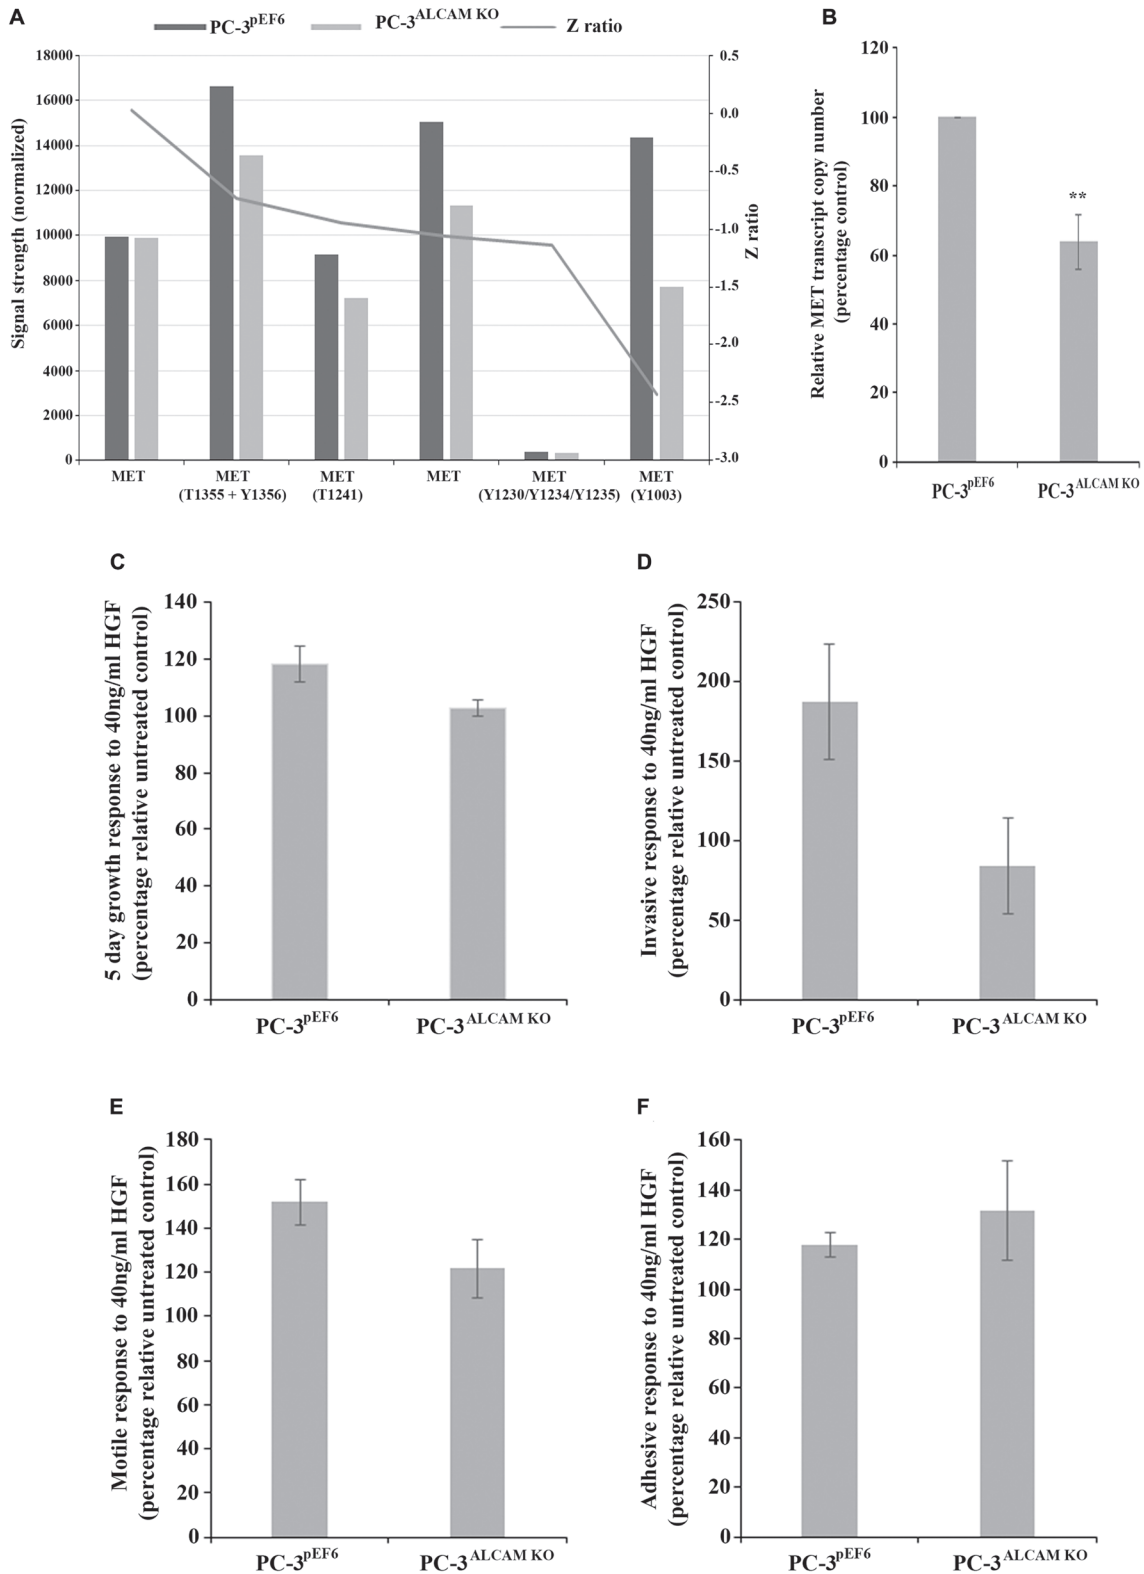 A
PC-3pEF6 PC-3ALCAM KO Z ratio
Signal strength (normalized)
18000
16000
14000
12000
10000
8000
6000
4000
2000
0
0.5
0.0
-0.5
-1.0
-1.5
-2.0
-2.5
-3.0
Z ratio
MET MET MET MET MET MET
(T1355 + Y1356) (T1241) (Y1230/Y1234/Y1235) (Y1003)
B
Relative MET transcript copy number
(percentage control)
120
100
80
60
40
20
0
**
PC-3pEF6 PC-3ALCAM KO
C
5 day growth response to 40ng/ml HGF
(percentage relative untreated control)
140
120
100
80
60
40
20
0
PC-3pEF6 PC-3ALCAM KO
D
Invasive response to 40ng/ml HGF
(percentage relative untreated control)
250
200
150
100
50
0
PC-3pEF6 PC-3ALCAM KO
E
Motile response to 40ng/ml HGF
(percentage relative untreated control)
180
160
140
120
100
80
60
40
20
0
PC-3pEF6 PC-3ALCAM KO
F
Adhesive response to 40ng/ml HGF
(percentage relative untreated control)
160
140
120
100
80
60
40
20
0
PC-3pEF6 PC-3ALCAM KO